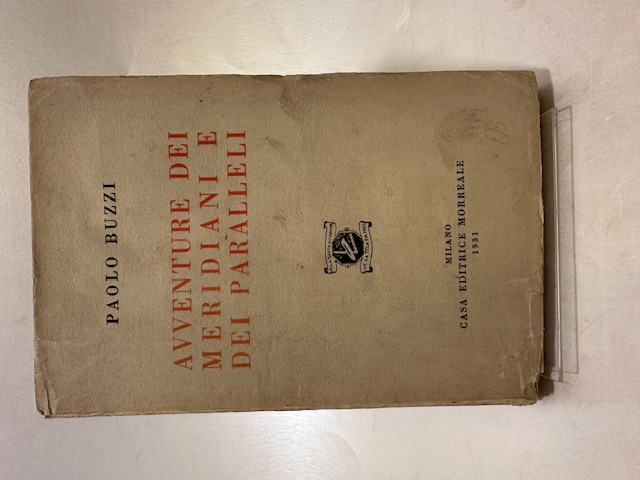 PAOLO BUZZI
AVVENTURE DEI
MERIDIANI E
DEI PARALLELI
MILANO
CASA EDITRICE MORREALE
1931